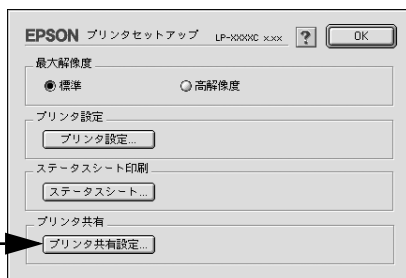 EPSON プリンタセットアップ LP-XXXXC x.xx ? OK
最大解像度
標準 高解像度
プリンタ設定
プリンタ設定...
ステータスシート印刷
ステータスシート...
プリンタ共有
プリンタ共有設定...